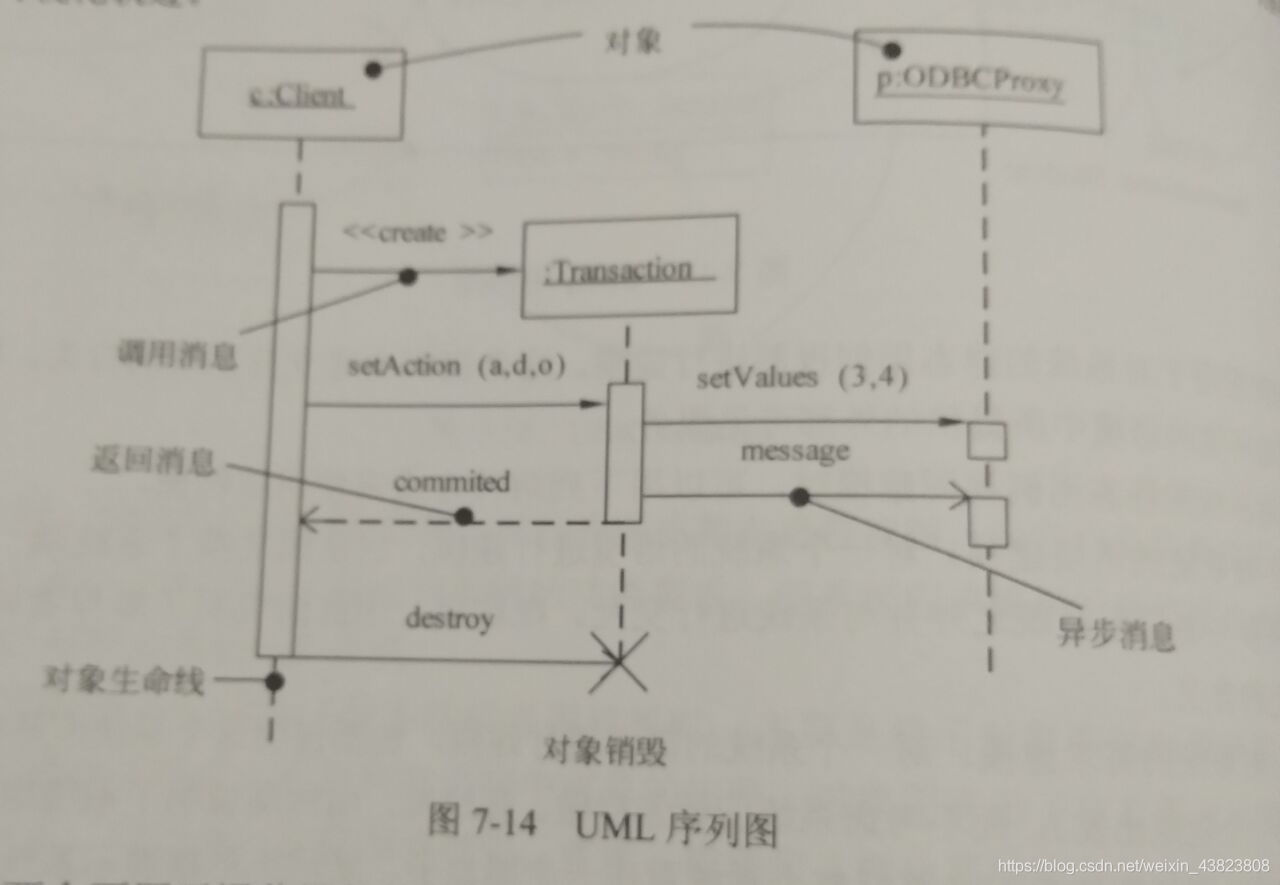 对象
c:Client
p:ODBCProxy
<<create >>
:Transaction
调用消息
setAction (a,d,o)
setValues (3,4)
返回消息
commited
message
destroy
异步消息
对象生命线
对象销毁
图 7-14 UML 序列图
https://blog.csdn.net/weixin_43823808